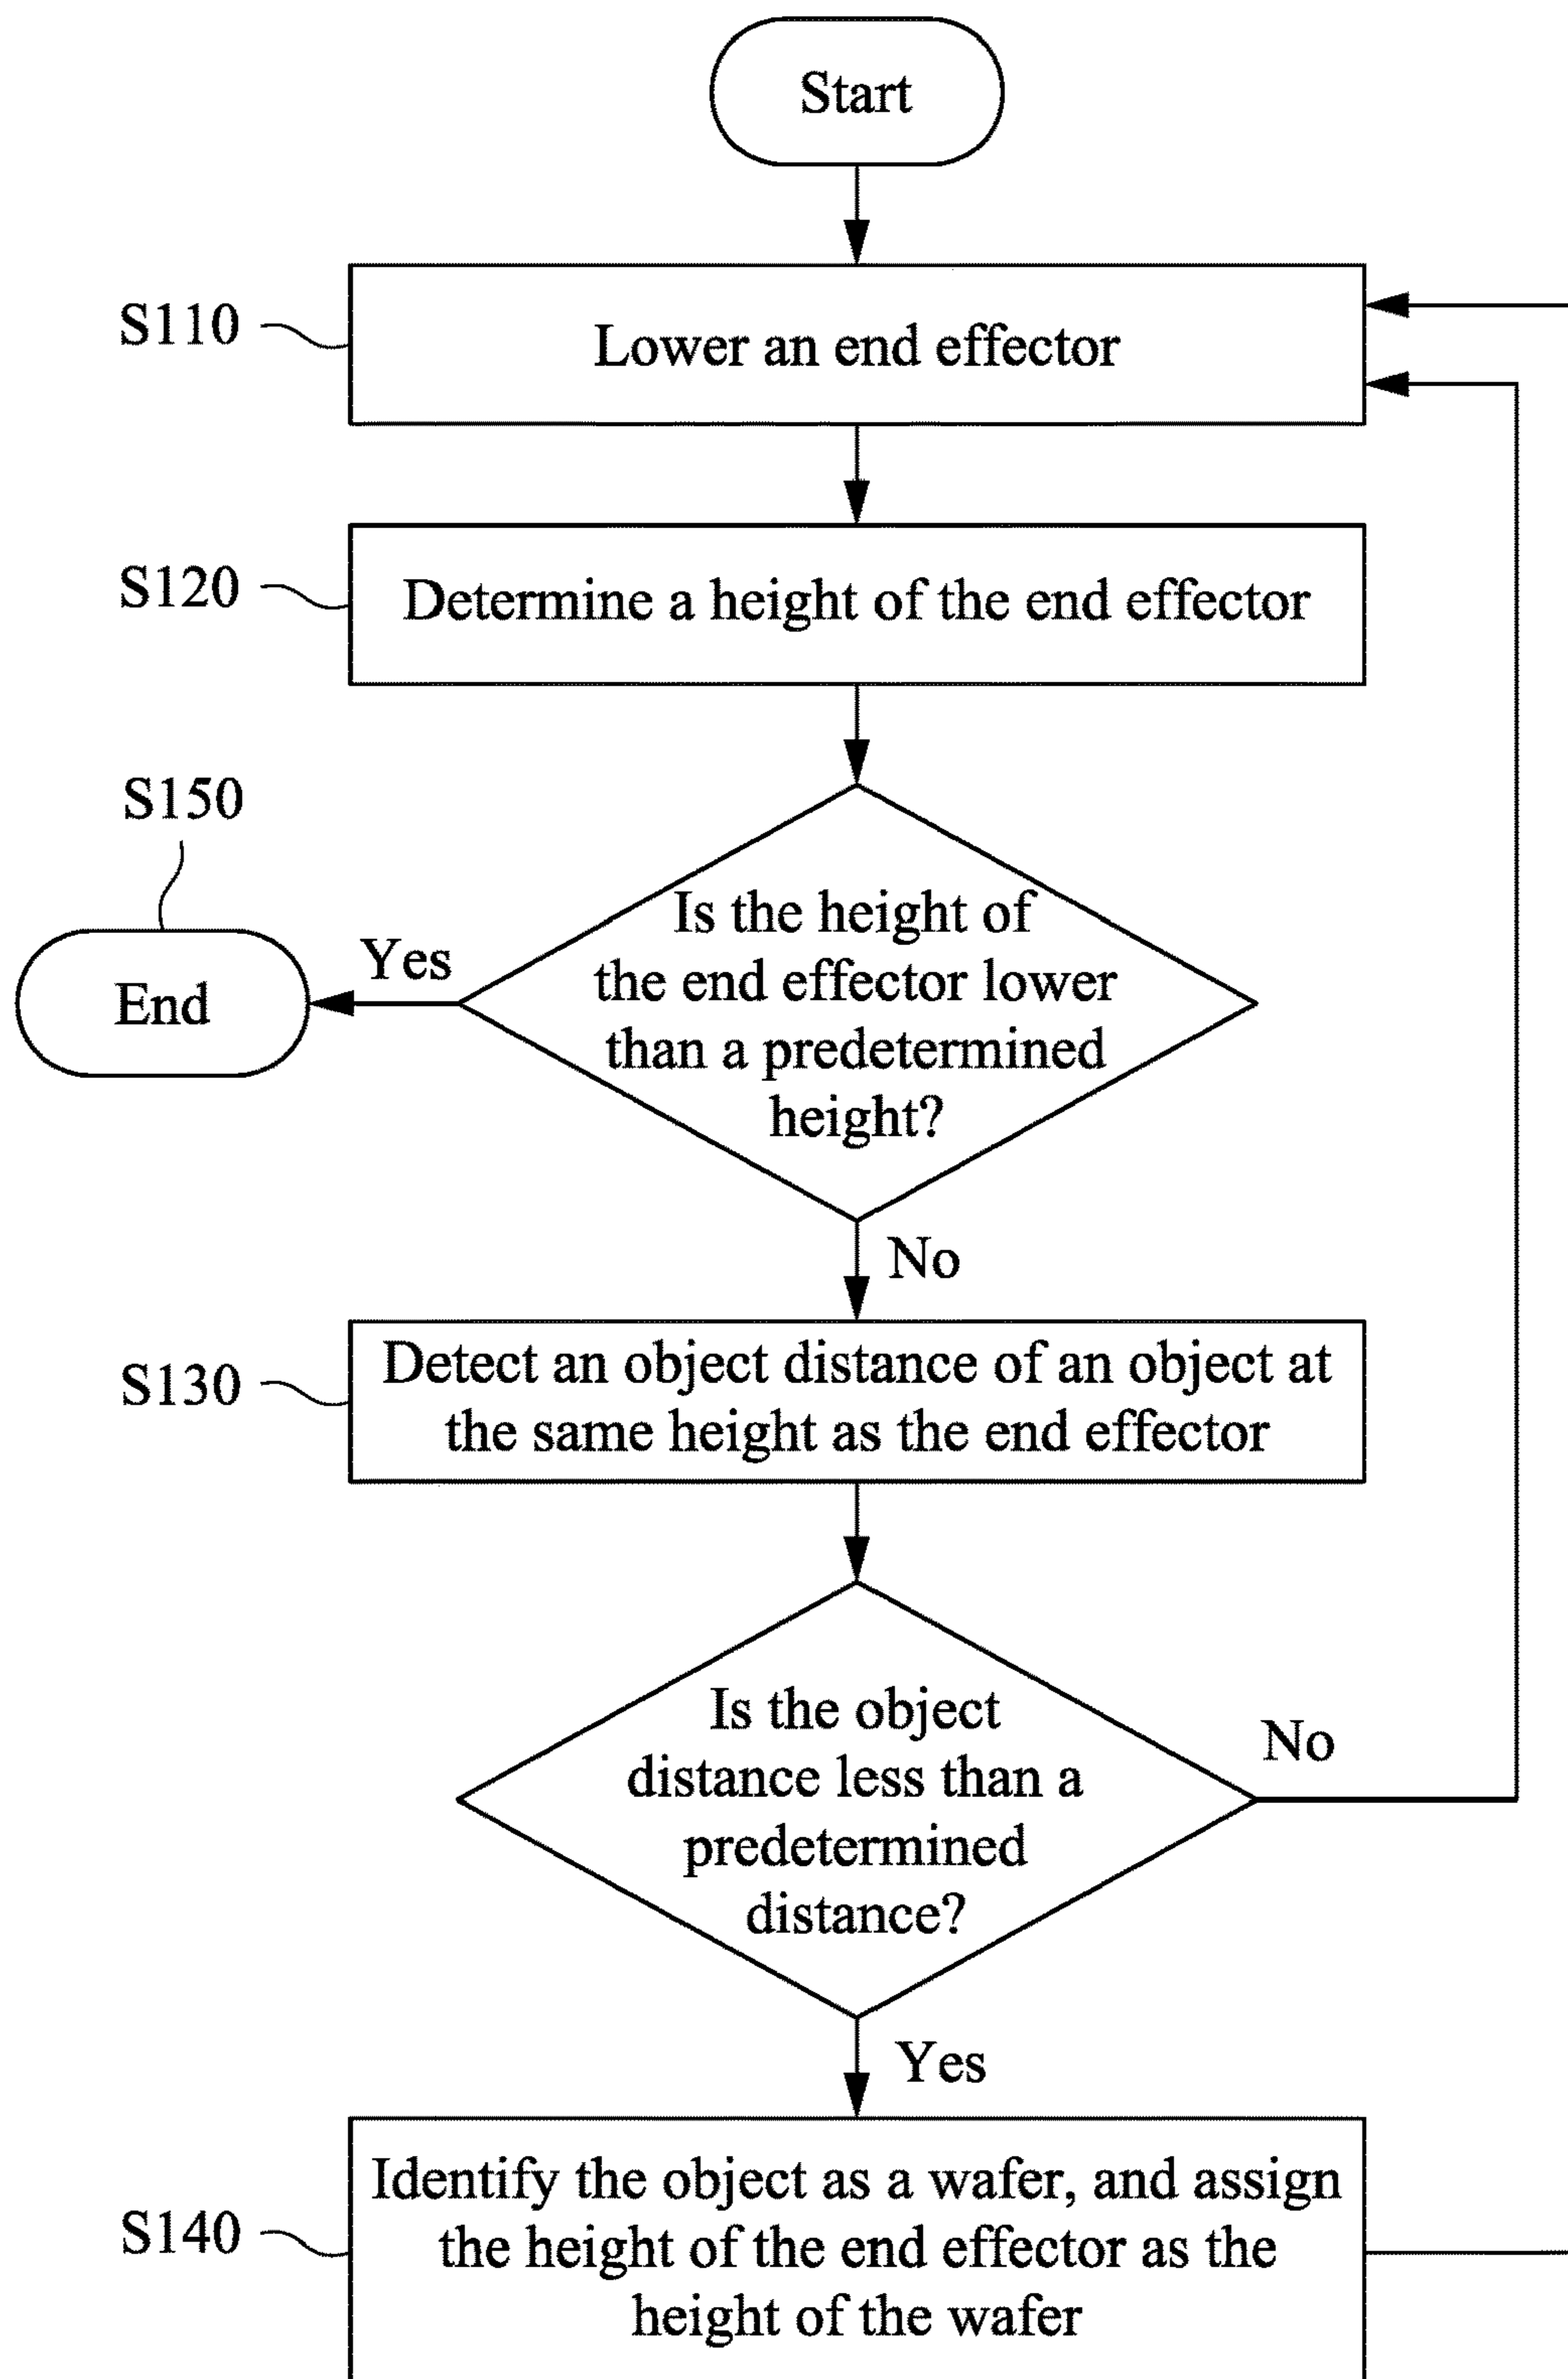 Start
S110
Lower an end effector
S120
Determine a height of the end effector
S150
End
Yes
Is the height of
the end effector lower
than a predetermined
height?
No
S130
Detect an object distance of an object at
the same height as the end effector
Is the object
distance less than a
predetermined
distance?
No
Yes
S140
Identify the object as a wafer, and assign
the height of the end effector as the
height of the wafer